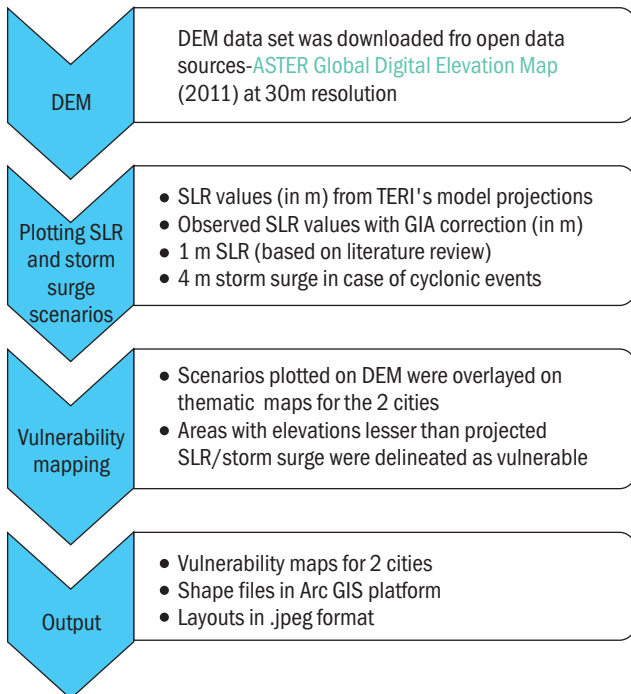 DEM
DEM data set was downloaded fro open data
sources-ASTER Global Digital Elevation Map
(2011) at 30m resolution
Plotting SLR
and storm
surge
scenarios
• SLR values (in m) from TERI's model projections
• Observed SLR values with GIA correction (in m)
• 1 m SLR (based on literature review)
• 4 m storm surge in case of cyclonic events
Vulnerability
mapping
• Scenarios plotted on DEM were overlayed on
thematic maps for the 2 cities
• Areas with elevations lesser than projected
SLR/storm surge were delineated as vulnerable
Output
• Vulnerability maps for 2 cities
• Shape files in Arc GIS platform
• Layouts in .jpeg format